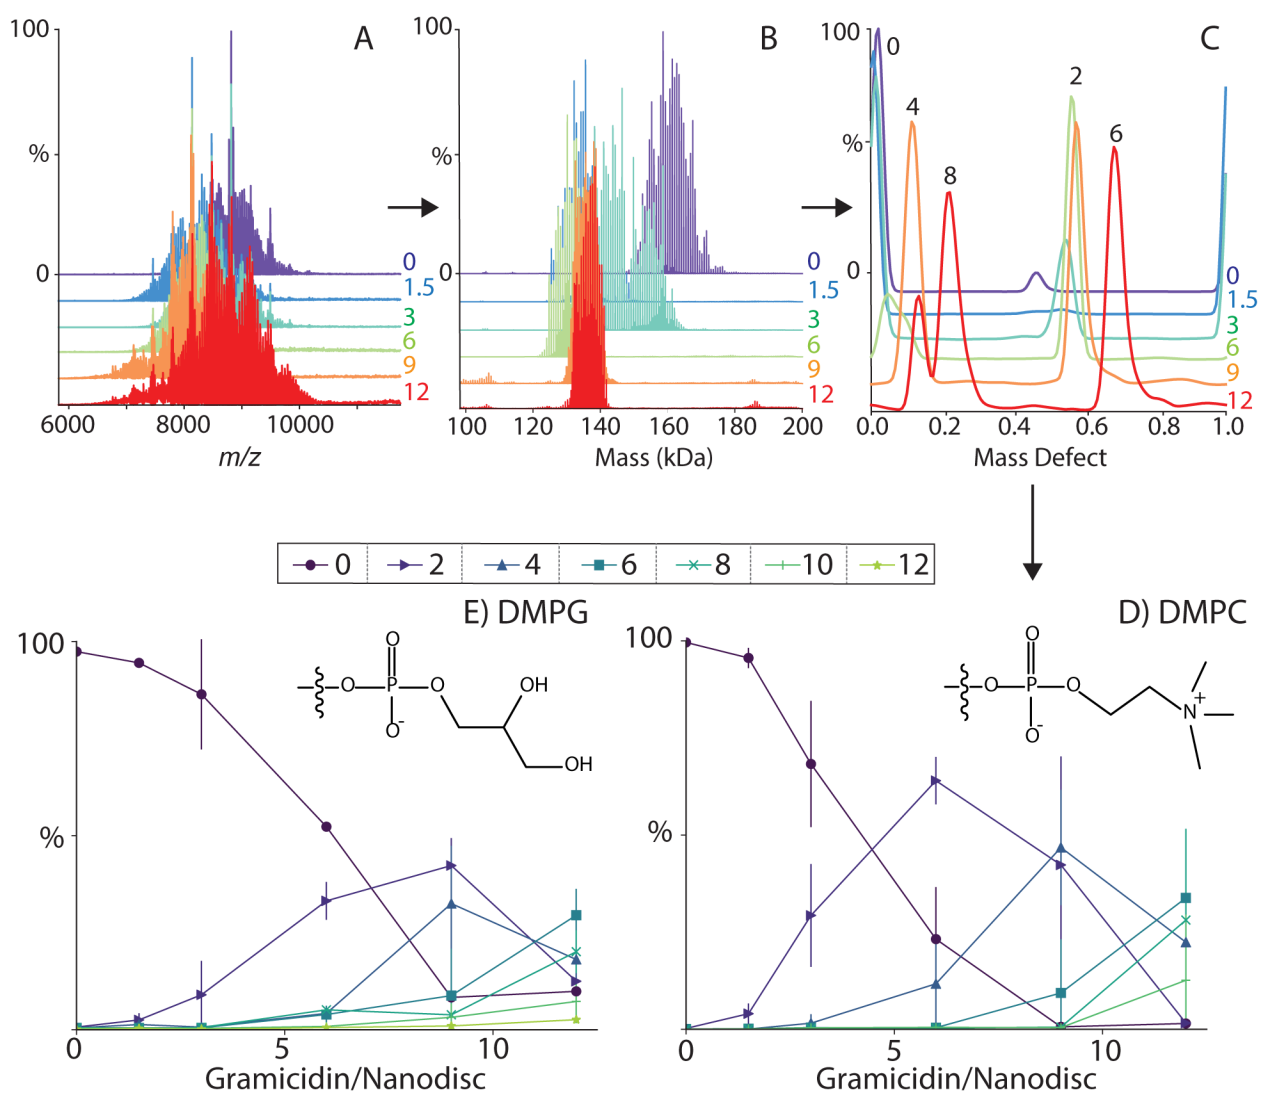 A
100
%
0
0
1.5
3
6
9
12
6000 8000 10000
m/z
B
100
%
0
0
1.5
3
6
9
12
100 120 140 160 180 200
Mass (kDa)
C
100
%
0
0
4
8
2
6
0
1.5
3
6
9
12
0.0 0.2 0.4 0.6 0.8 1.0
Mass Defect
0 2 4 6 8 10 12
E) DMPG
100
%
O
O P O
O-
OH
OH
0 5 10
Gramicidin/Nanodisc
D) DMPC
100
%
O
O P O
O-
N+
0 5 10
Gramicidin/Nanodisc